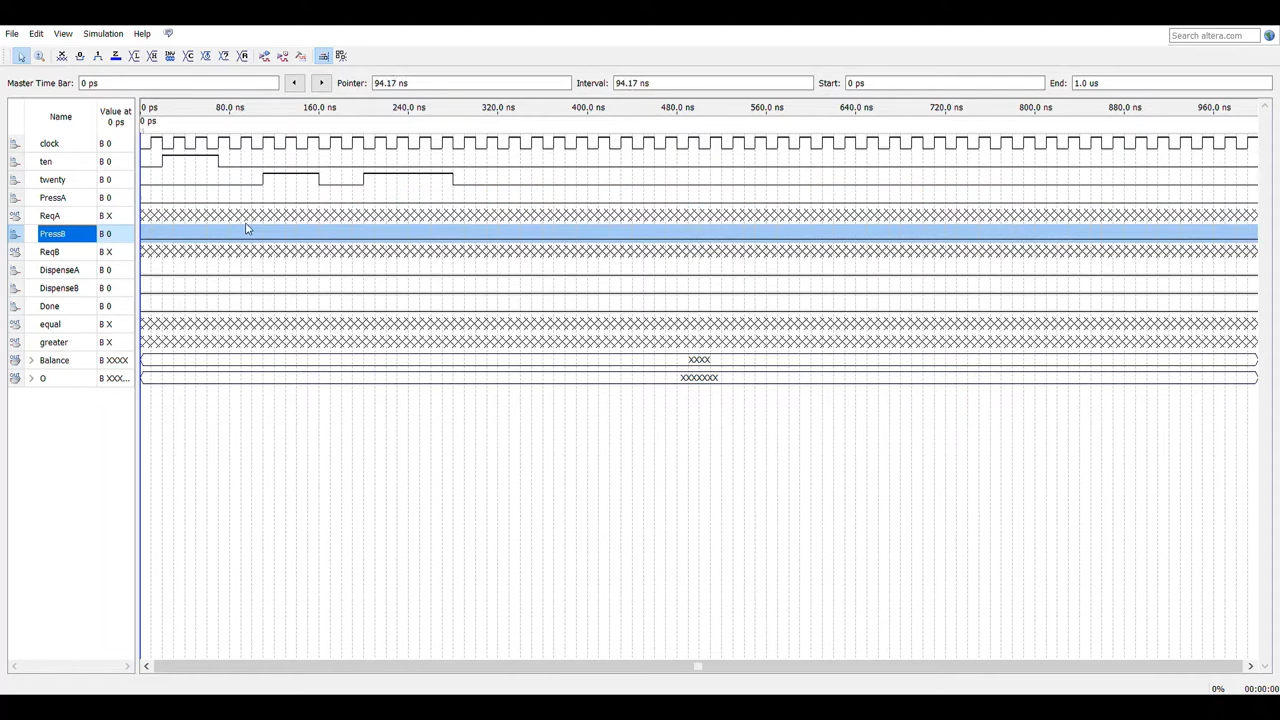 File Edit View Simulation Help Search altera.com
Master Time Bar: 0 ps Pointer: 94.17 ns Interval: 94.17 ns Start: 0 ps End: 1.0 us
Name Value at 0 ps 0 ps 80.0 ns 160.0 ns 240.0 ns 320.0 ns 400.0 ns 480.0 ns 560.0 ns 640.0 ns 720.0 ns 800.0 ns 880.0 ns 960.0 ns
0 ps
clock B 0
ten B 0
twenty B 0
PressA B 0
ReqA B X
PressB B 0
ReqB B X
DispenseA B 0
DispenseB B 0
Done B 0
equal B X
greater B X
Balance B XXXX XXXX
O B XXX... XXXXXXX
0% 00:00:00